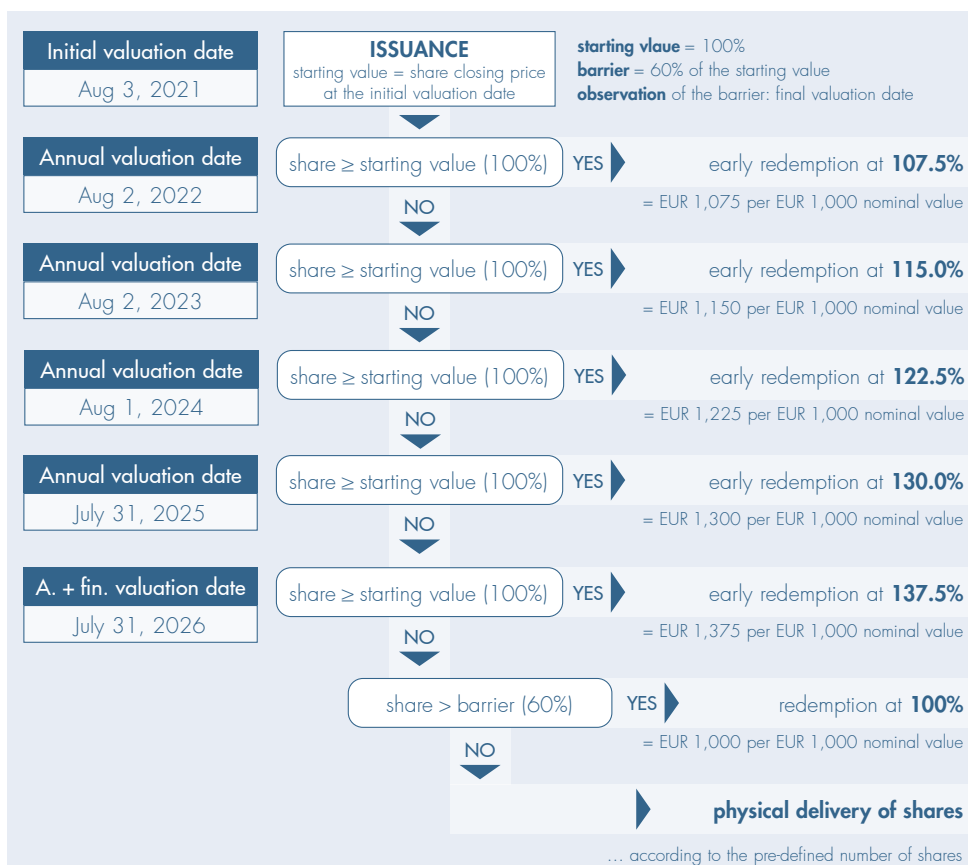 Initial valuation date
Aug 3, 2021
ISSUANCE
starting value = share closing price
at the initial valuation date
starting vlaue = 100%
barrier = 60% of the starting value
observation of the barrier: final valuation date
Annual valuation date
Aug 2, 2022
share ≥ starting value (100%)
YES
early redemption at 107.5%
= EUR 1,075 per EUR 1,000 nominal value
NO
Annual valuation date
Aug 2, 2023
share ≥ starting value (100%)
YES
early redemption at 115.0%
= EUR 1,150 per EUR 1,000 nominal value
NO
Annual valuation date
Aug 1, 2024
share ≥ starting value (100%)
YES
early redemption at 122.5%
= EUR 1,225 per EUR 1,000 nominal value
NO
Annual valuation date
July 31, 2025
share ≥ starting value (100%)
YES
early redemption at 130.0%
= EUR 1,300 per EUR 1,000 nominal value
NO
A. + fin. valuation date
July 31, 2026
share ≥ starting value (100%)
YES
early redemption at 137.5%
= EUR 1,375 per EUR 1,000 nominal value
NO
share > barrier (60%)
YES
redemption at 100%
= EUR 1,000 per EUR 1,000 nominal value
NO
physical delivery of shares
... according to the pre-defined number of shares